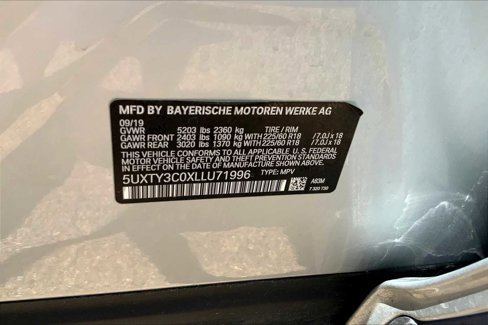 MFD BY BAYERISCHE MOTOREN WERKE AG
09/19
GVWR 5203 lbs 2360 kg TIRE / RIM
GAWR FRONT 2403 lbs 1090 kg WITH 225/60 R18 /7.0J x 18
GAWR REAR 3020 lbs 1370 kg WITH 225/60 R18 /7.0J x 18
THIS VEHICLE CONFORMS TO ALL APPLICABLE U.S. FEDERAL
MOTOR VEHICLE SAFETY, BUMPER, AND THEFT PREVENTION STANDARDS
IN EFFECT ON THE DATE OF MANUFACTURE SHOWN ABOVE.
5UXTY3C0XLLU71996 TYPE: MPV
A83M
7 320 730